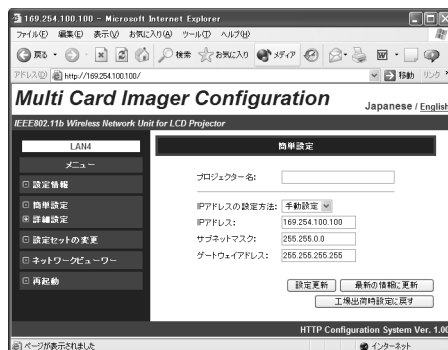 169.254.100.100 - Microsoft Internet Explorer
ファイル(F) 編集(E) 表示(V) お気に入り(A) ツール(T) ヘルプ(H)
戻る 検索 お気に入り メディア
アドレス(D) http://169.254.100.100/ 移動 リンク
Multi Card Imager Configuration
Japanese / English
IEEE802.11b Wireless Network Unit for LCD Projector
LAN4
メニュー
設定情報
簡単設定
詳細設定
設定セットの変更
ネットワークビューワー
再起動
簡単設定
プロジェクター名:
IPアドレスの設定方法: 手動設定
IPアドレス: 169.254.100.100
サブネットマスク: 255.255.0.0
ゲートウェイアドレス: 255.255.255.255
設定更新 最新の情報に更新
工場出荷時設定に戻す
HTTP Configuration System Ver. 1.00
ページが表示されました インターネット